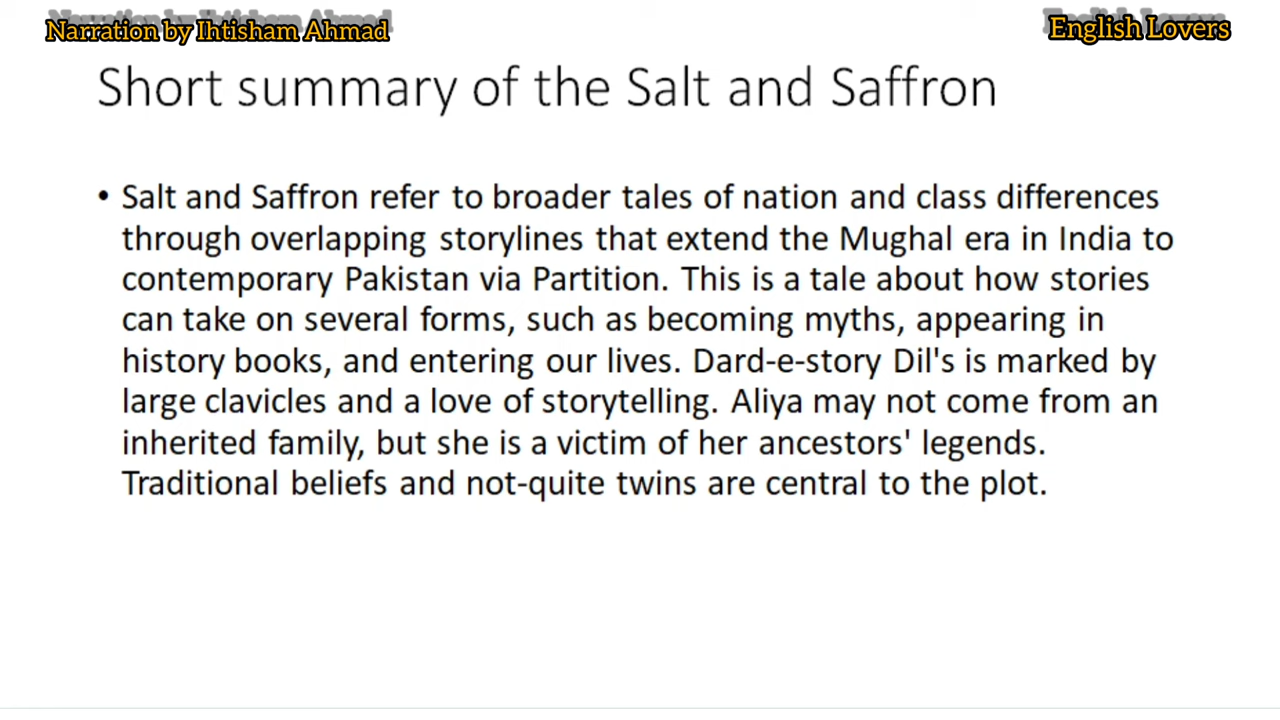 Narration by Ihtisham Ahmad
English Lovers
Short summary of the Salt and Saffron
• Salt and Saffron refer to broader tales of nation and class differences
through overlapping storylines that extend the Mughal era in India to
contemporary Pakistan via Partition. This is a tale about how stories
can take on several forms, such as becoming myths, appearing in
history books, and entering our lives. Dard-e-story Dil's is marked by
large clavicles and a love of storytelling. Aliya may not come from an
inherited family, but she is a victim of her ancestors' legends.
Traditional beliefs and not-quite twins are central to the plot.